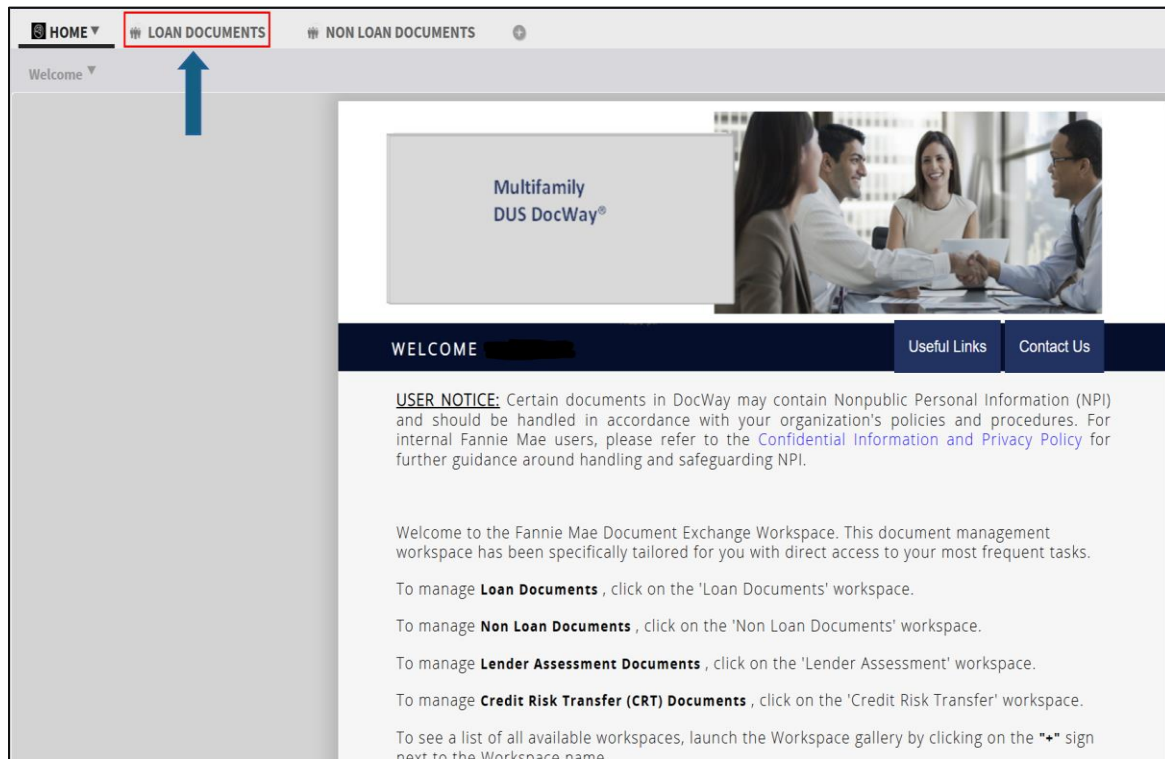 HOME LOAN DOCUMENTS NON LOAN DOCUMENTS
Welcome
Multifamily
DUS DocWay®
WELCOME
Useful Links Contact Us
USER NOTICE: Certain documents in DocWay may contain Nonpublic Personal Information (NPI)
and should be handled in accordance with your organization's policies and procedures. For
internal Fannie Mae users, please refer to the Confidential Information and Privacy Policy for
further guidance around handling and safeguarding NPI.
Welcome to the Fannie Mae Document Exchange Workspace. This document management
workspace has been specifically tailored for you with direct access to your most frequent tasks.
To manage Loan Documents , click on the 'Loan Documents' workspace.
To manage Non Loan Documents , click on the 'Non Loan Documents' workspace.
To manage Lender Assessment Documents , click on the 'Lender Assessment' workspace.
To manage Credit Risk Transfer (CRT) Documents , click on the 'Credit Risk Transfer' workspace.
To see a list of all available workspaces, launch the Workspace gallery by clicking on the "+" sign
next to the Workspace name